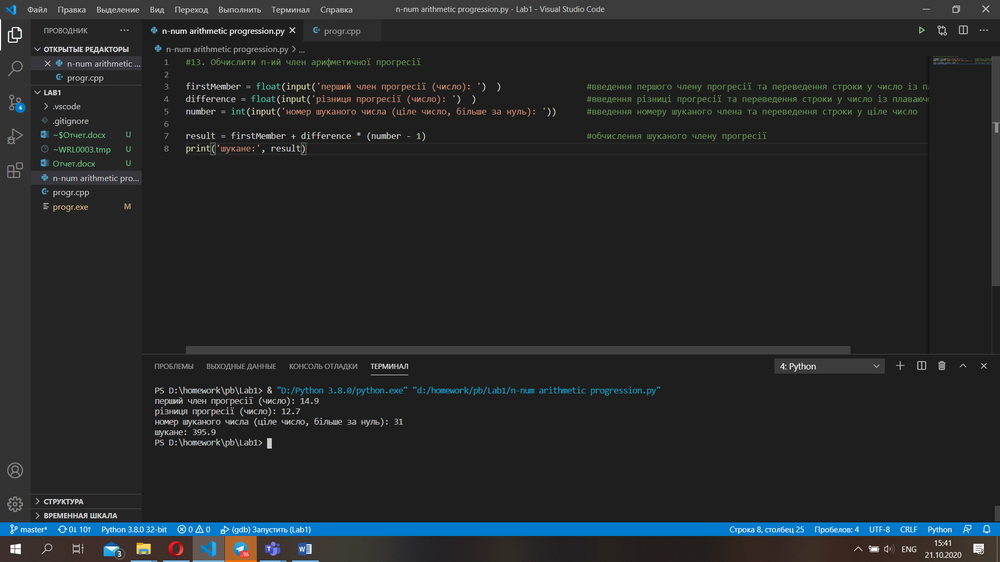 Файл Правка Выделение Вид Переход Выполнить Терминал Справка
n-num arithmetic progression.py - Lab1 - Visual Studio Code
ПРОВОДНИК
ОТКРЫТЫЕ РЕДАКТОРЫ
n-num arithmetic ...
progr.cpp
LAB1
.vscode
.gitignore
~$Отчет.docx U
~WRL0003.tmp U
Отчет.docx U
n-num arithmetic pro...
progr.cpp
progr.exe M
СТРУКТУРА
ВРЕМЕННАЯ ШКАЛА
4
n-num arithmetic progression.py
progr.cpp
n-num arithmetic progression.py > ...
1 #13. Обчислити n-ий член арифметичної прогресії
2
3 firstMember = float(input('перший член прогресії (число): ')  ) #введення першого члену прогресії та переведення строки у число із пл
4 difference = float(input('різниця прогресії (число): ')  ) #введення різниці прогресії та переведення строки у число із плаваюч
5 number = int(input('номер шуканого числа (ціле число, більше за нуль): ')) #введення номеру шуканого члена та переведення строки у ціле число
6
7 result = firstMember + difference * (number - 1) #обчислення шуканого члену прогресії
8 print('шукане:', result)
ПРОБЛЕМЫ ВЫХОДНЫЕ ДАННЫЕ КОНСОЛЬ ОТЛАДКИ ТЕРМИНАЛ
4: Python
PS D:\homework\pb\Lab1> & "D:/Python 3.8.0/python.exe" "d:/homework/pb/Lab1/n-num arithmetic progression.py"
перший член прогресії (число): 14.9
різниця прогресії (число): 12.7
номер шуканого числа (ціле число, більше за нуль): 31
шукане: 395.9
PS D:\homework\pb\Lab1>
master* 0↓ 10↑ Python 3.8.0 32-bit 0 0 (gdb) Запустить (Lab1)
Строка 8, столбец 25 Пробелов: 4 UTF-8 CRLF Python
3
..96
ENG
15:41
21.10.2020